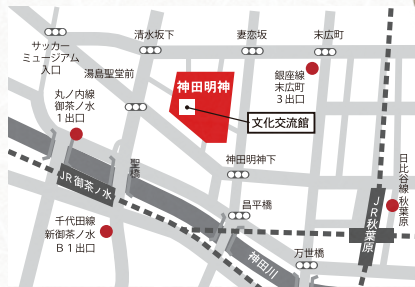 サッカー
ミュージアム
入口
清水坂下
妻恋坂
末広町
湯島聖堂前
神田明神
銀座線
末広町
3出口
丸ノ内線
御茶ノ水
1出口
文化交流館
聖橋
神田明神下
日比谷線 秋葉原
JR御茶ノ水
昌平橋
JR秋葉原
千代田線
新御茶ノ水
B1出口
神田川
万世橋